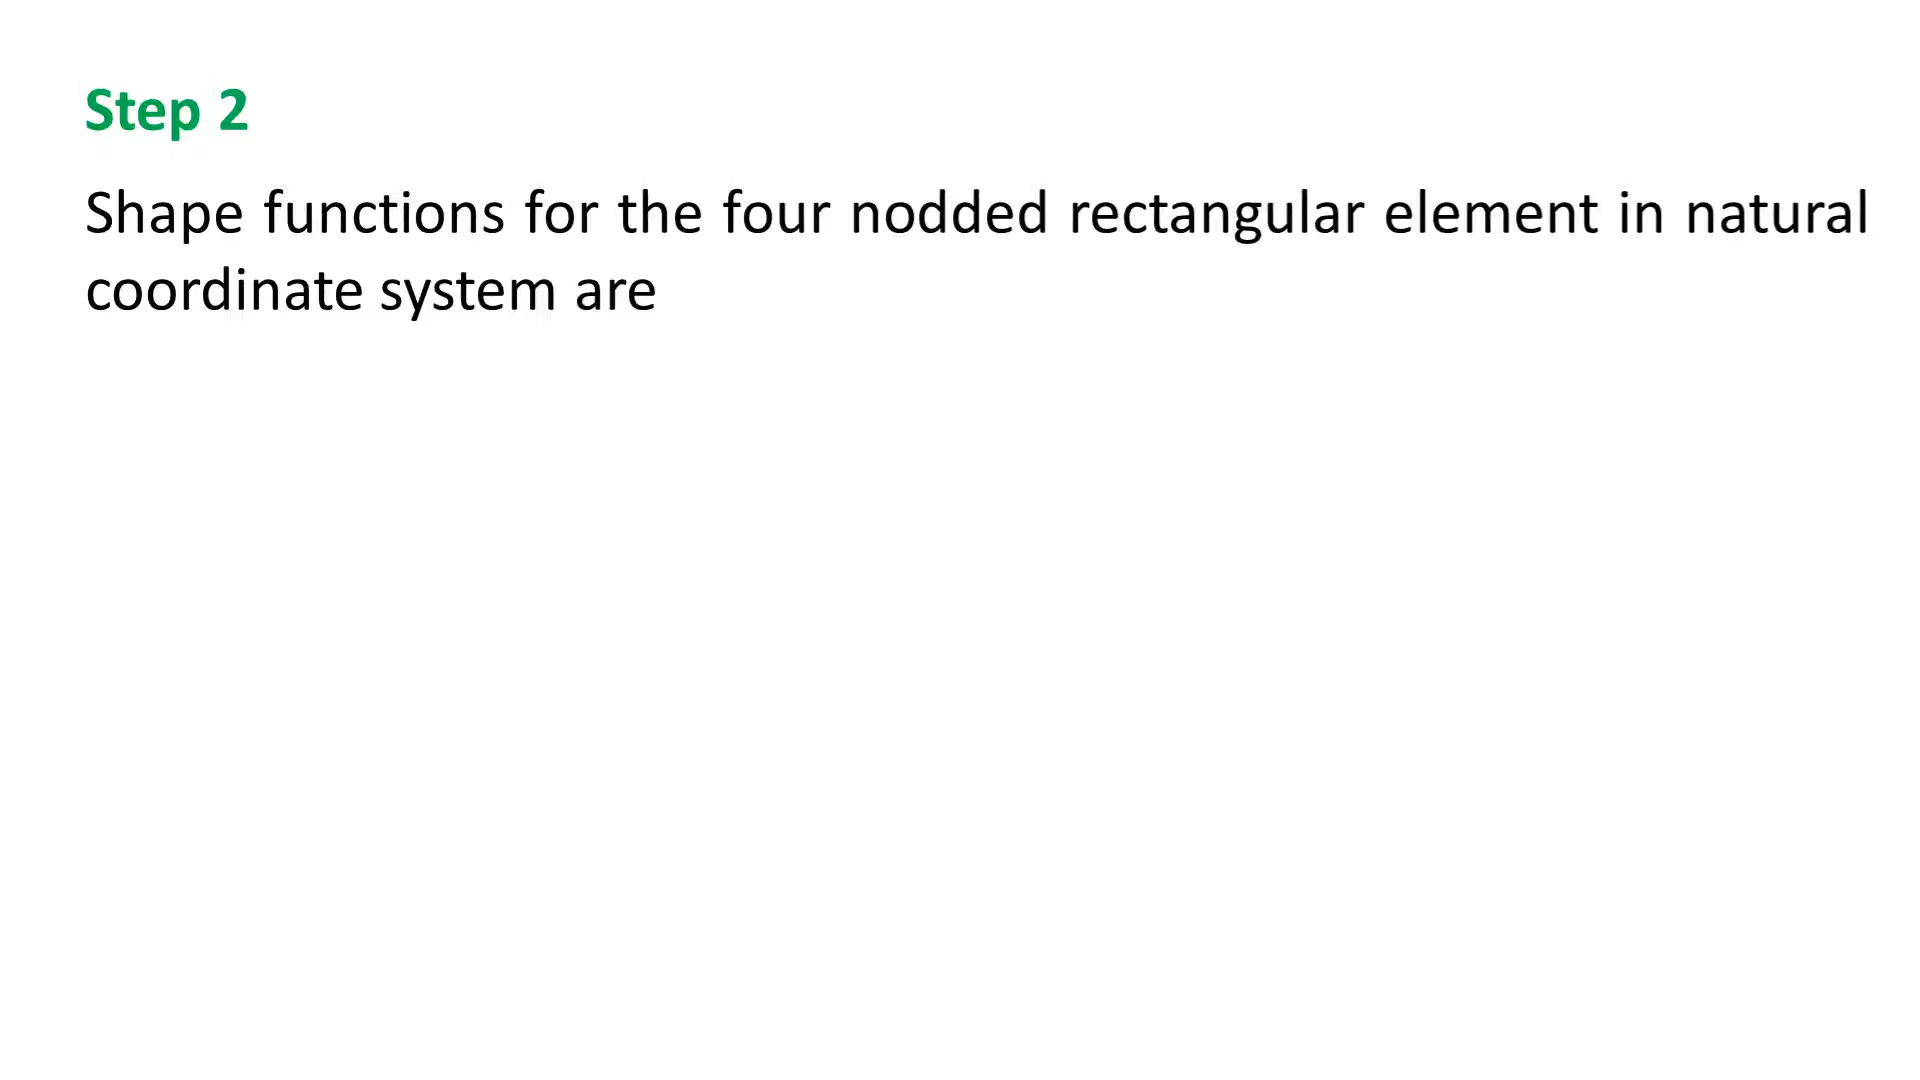 Step 2
Shape functions for the four nodded rectangular element in natural
coordinate system are